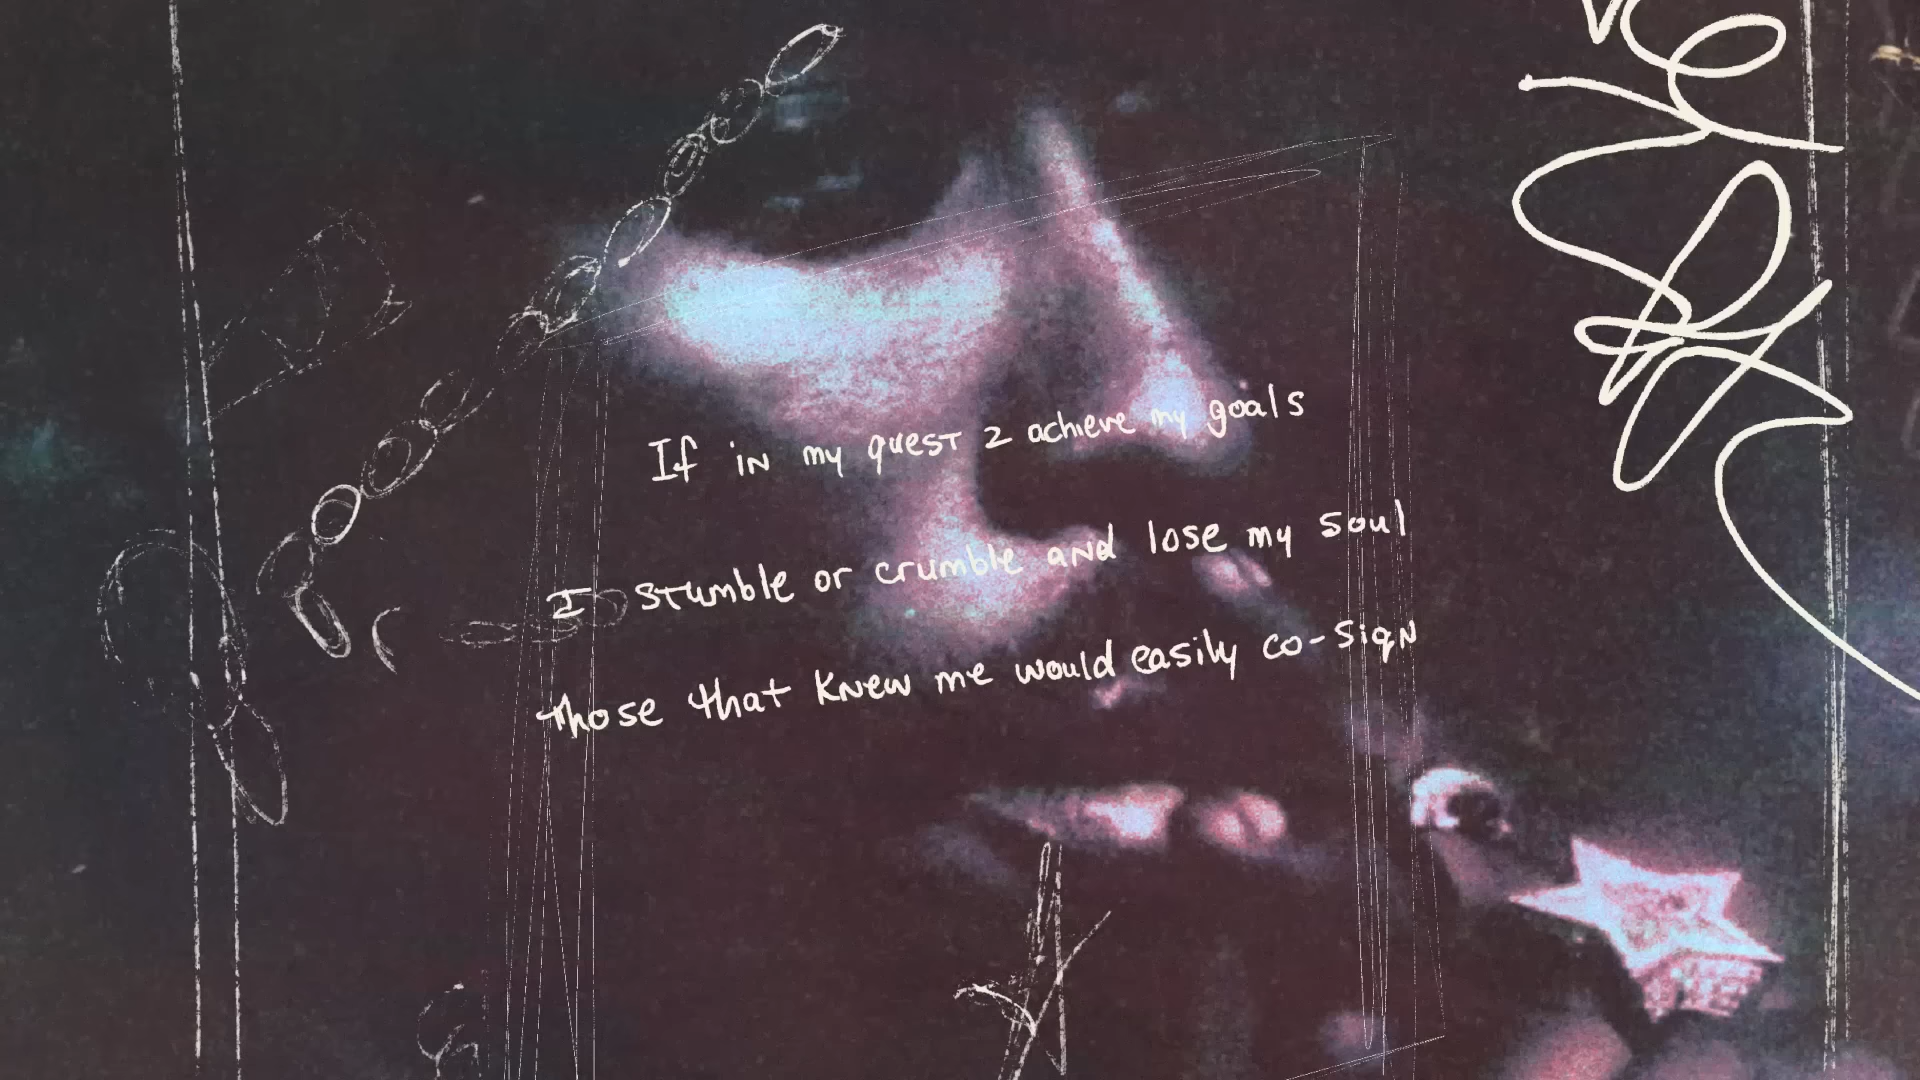 If in my quest 2 achieve my goals
I stumble or crumble and lose my soul
Those that knew me would easily co-sign